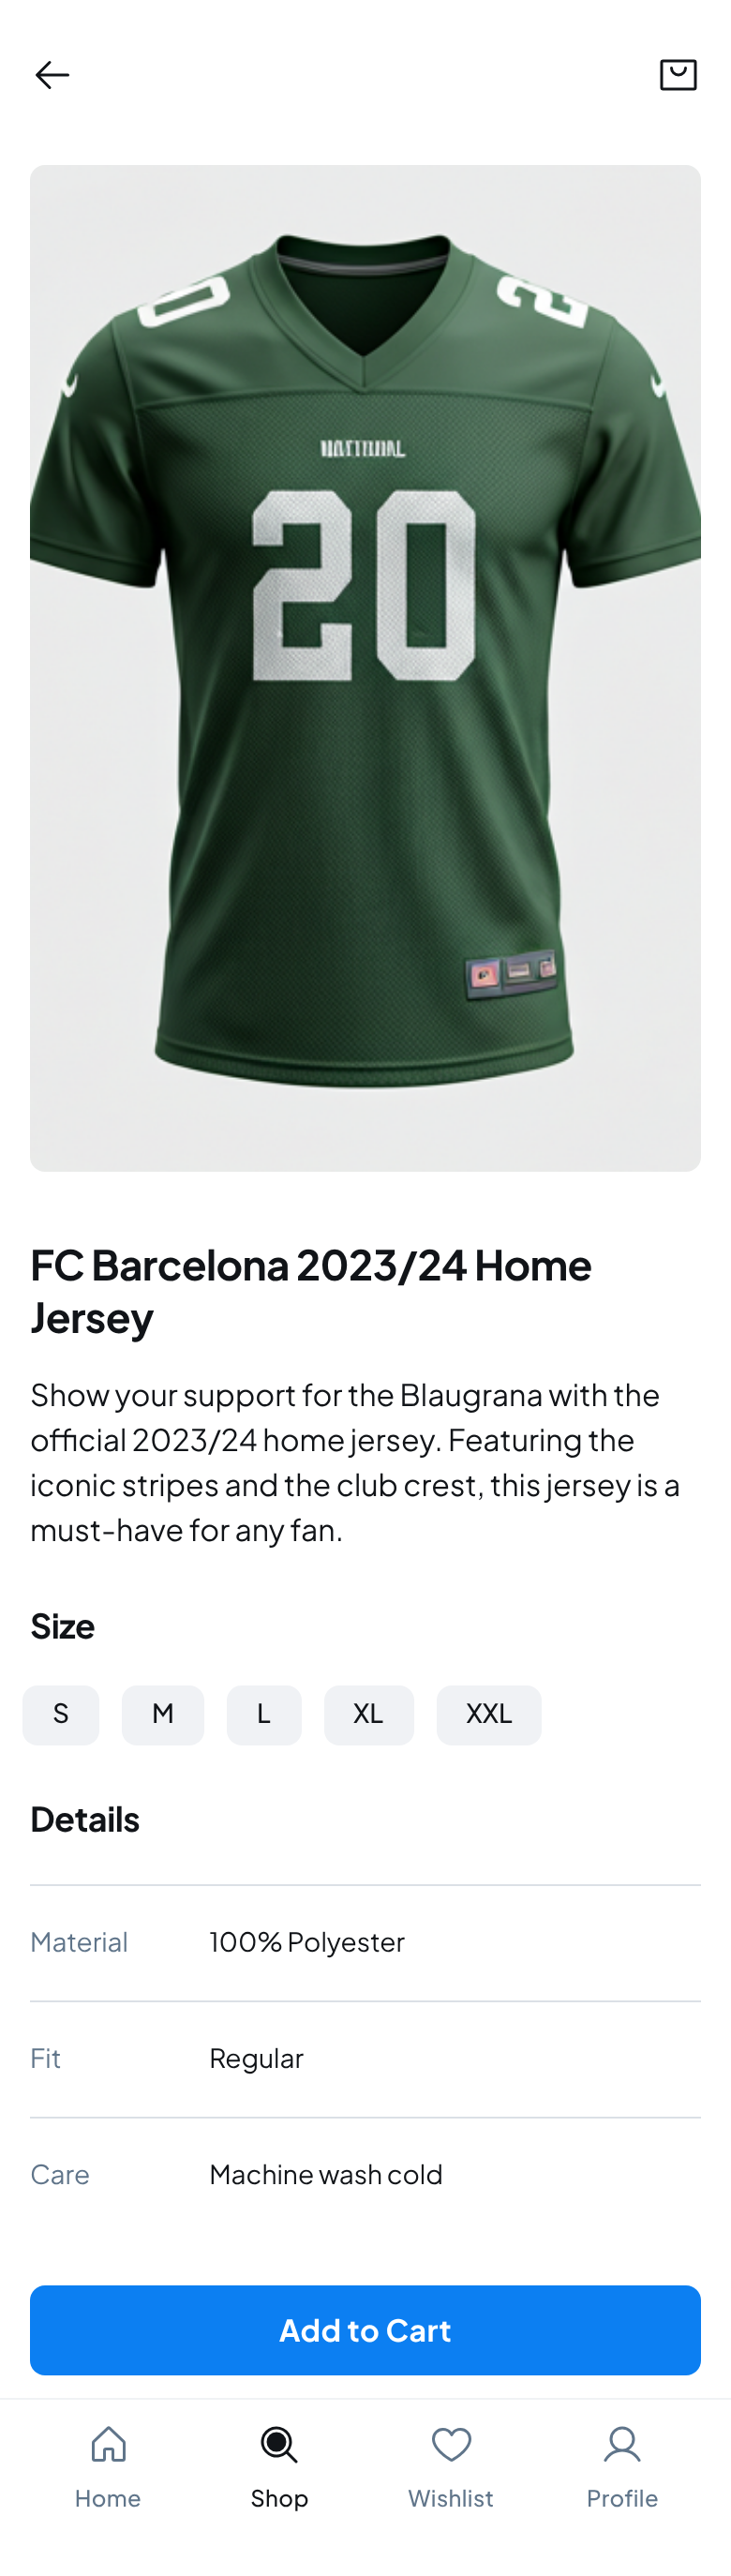 20
FC Barcelona 2023/24 Home
Jersey
Show your support for the Blaugrana with the
official 2023/24 home jersey. Featuring the
iconic stripes and the club crest, this jersey is a
must-have for any fan.
Size
S M L XL XXL
Details
Material 100% Polyester
Fit Regular
Care Machine wash cold
Add to Cart
Home Shop Wishlist Profile